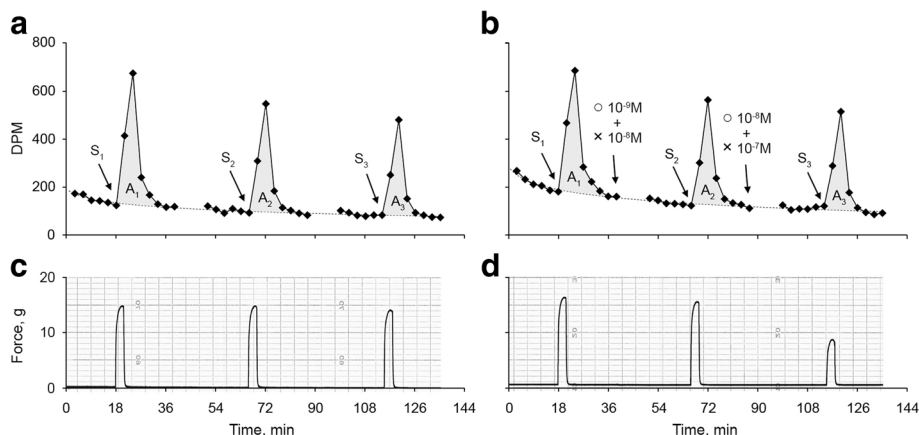 a
b
800
600
400
200
0
DPM
S1
S2
S3
A1
A2
A3
S1
S2
S3
A1
A2
A3
○ 10-9M
+
× 10-8M
○ 10-8M
+
× 10-7M
c
d
20
15
10
5
0
Force, g
0 18 36 54 72 90 108 126 144
0 18 36 54 72 90 108 126 144
Time, min
Time, min